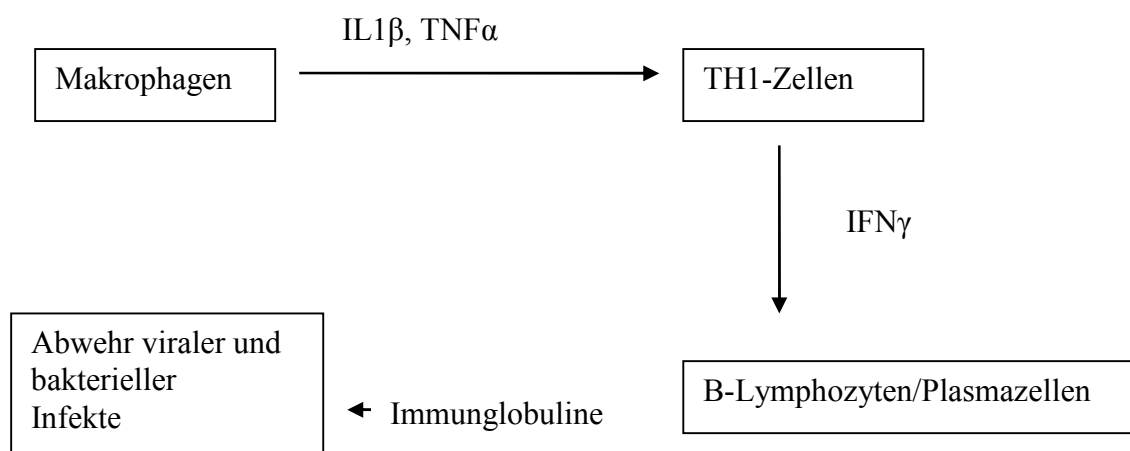 IL1β, TNFα
Makrophagen
TH1-Zellen
IFNγ
Abwehr viraler und
bakterieller
Infekte
Immunglobuline
B-Lymphozyten/Plasmazellen